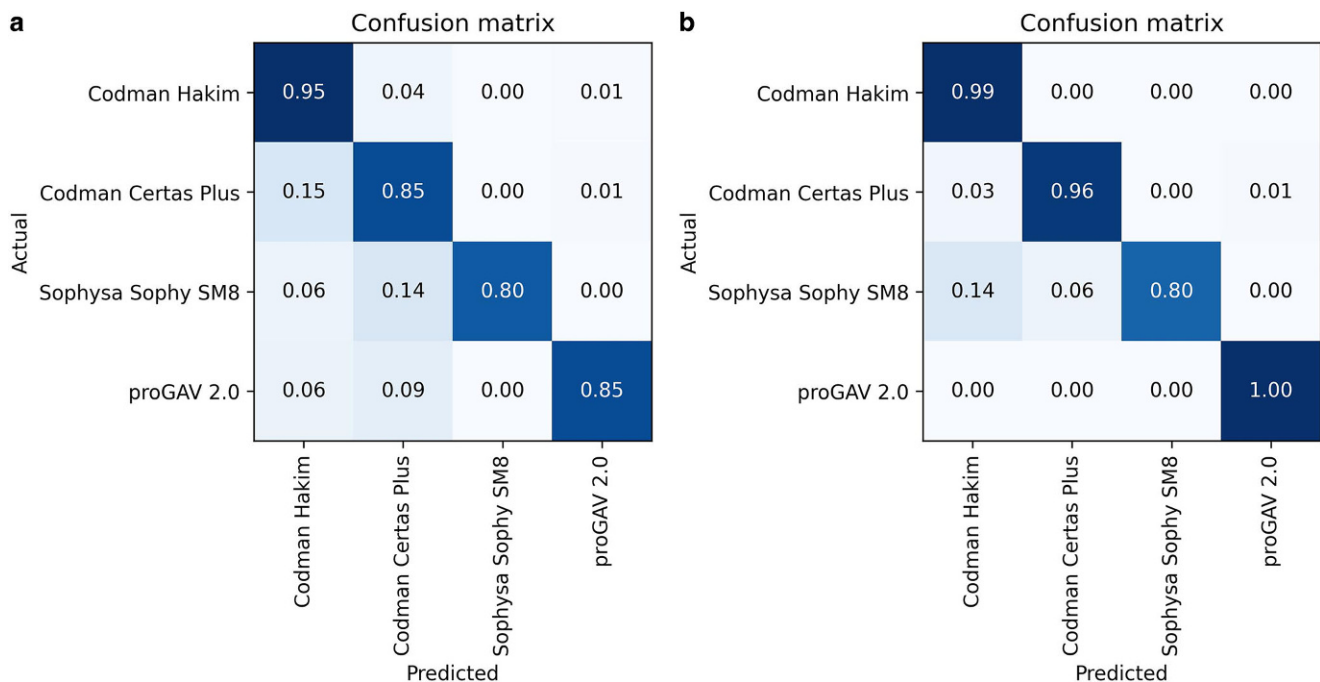 a
Confusion matrix
Actual
Codman Hakim 0.95 0.04 0.00 0.01
Codman Certas Plus 0.15 0.85 0.00 0.01
Sophysa Sophy SM8 0.06 0.14 0.80 0.00
proGAV 2.0 0.06 0.09 0.00 0.85
Codman Hakim
Codman Certas Plus
Sophysa Sophy SM8
proGAV 2.0
Predicted
b
Confusion matrix
Actual
Codman Hakim 0.99 0.00 0.00 0.00
Codman Certas Plus 0.03 0.96 0.00 0.01
Sophysa Sophy SM8 0.14 0.06 0.80 0.00
proGAV 2.0 0.00 0.00 0.00 1.00
Codman Hakim
Codman Certas Plus
Sophysa Sophy SM8
proGAV 2.0
Predicted